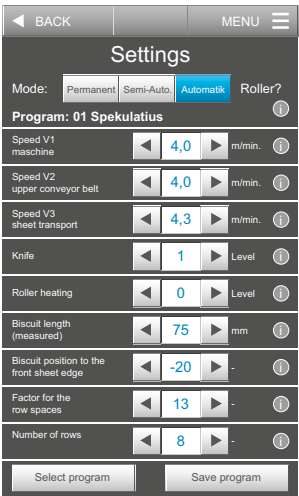 BACK MENU
Settings
Mode: Permanent Semi-Auto. Automatik Roller?
Program: 01 Spekulatius
Speed V1
maschine
4,0 m/min.
Speed V2
upper conveyor belt
4,0 m/min.
Speed V3
sheet transport
4,3 m/min.
Knife 1 Level
Roller heating 0 Level
Biscuit length
(measured)
75 mm
Biscuit position to the
front sheet edge
-20 -
Factor for the
row spaces
13 -
Number of rows 8 -
Select program Save program